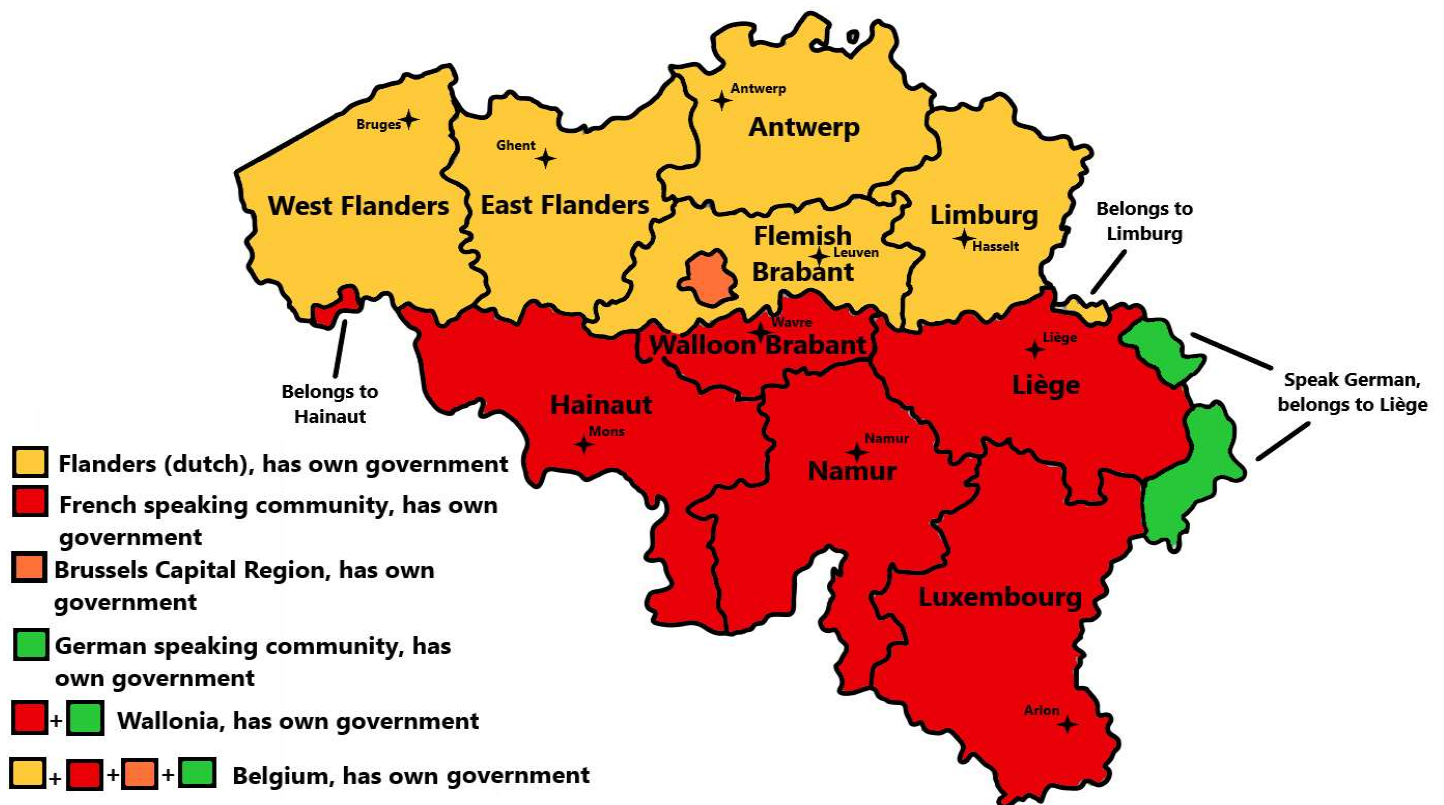 Antwerp
Antwerp
Bruges
Ghent
West Flanders
East Flanders
Limburg
Hasselt
Belongs to
Limburg
Flemish
Leuven
Brabant
Wavre
Walloon Brabant
Liège
Liège
Belongs to
Hainaut
Speak German,
belongs to Liège
Hainaut
Mons
Namur
Namur
Luxembourg
Arlon
Flanders (dutch), has own government
French speaking community, has own
government
Brussels Capital Region, has own
government
German speaking community, has
own government
+ Wallonia, has own government
+ + + Belgium, has own government